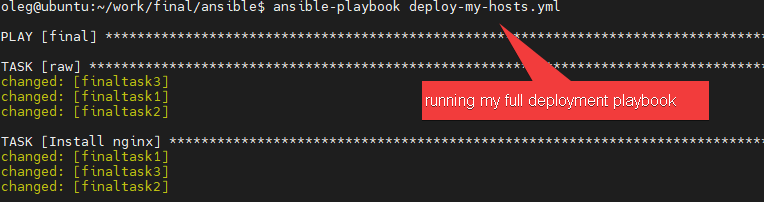 oleg@ubuntu:~/work/final/ansible$ ansible-playbook deploy-my-hosts.yml
PLAY [final] *************************************************************************************
TASK [raw] ***************************************************************************************
changed: [finaltask3]
changed: [finaltask1]
changed: [finaltask2]
running my full deployment playbook
TASK [Install nginx] *****************************************************************************
changed: [finaltask1]
changed: [finaltask3]
changed: [finaltask2]